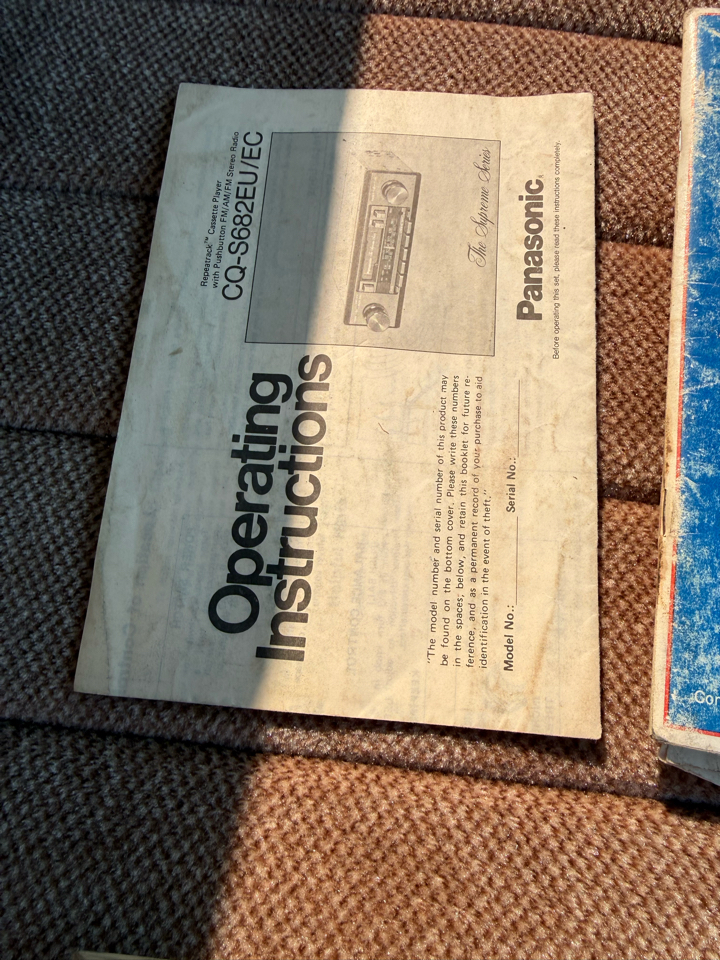 Operating
Instructions
Repeatrack™ Cassette Player
with Pushbutton FM/AM/FM Stereo Radio
CQ-S682EU/EC
The Supreme Series
"The model number and serial number of this product may
be found on the bottom cover. Please write these numbers
in the spaces; below, and retain this booklet for future re-
ference, and as a permanent record of your purchase to aid
identification in the event of theft,"
Model No.: Serial No.:
Panasonic
Before operating this set, please read these instructions completely.